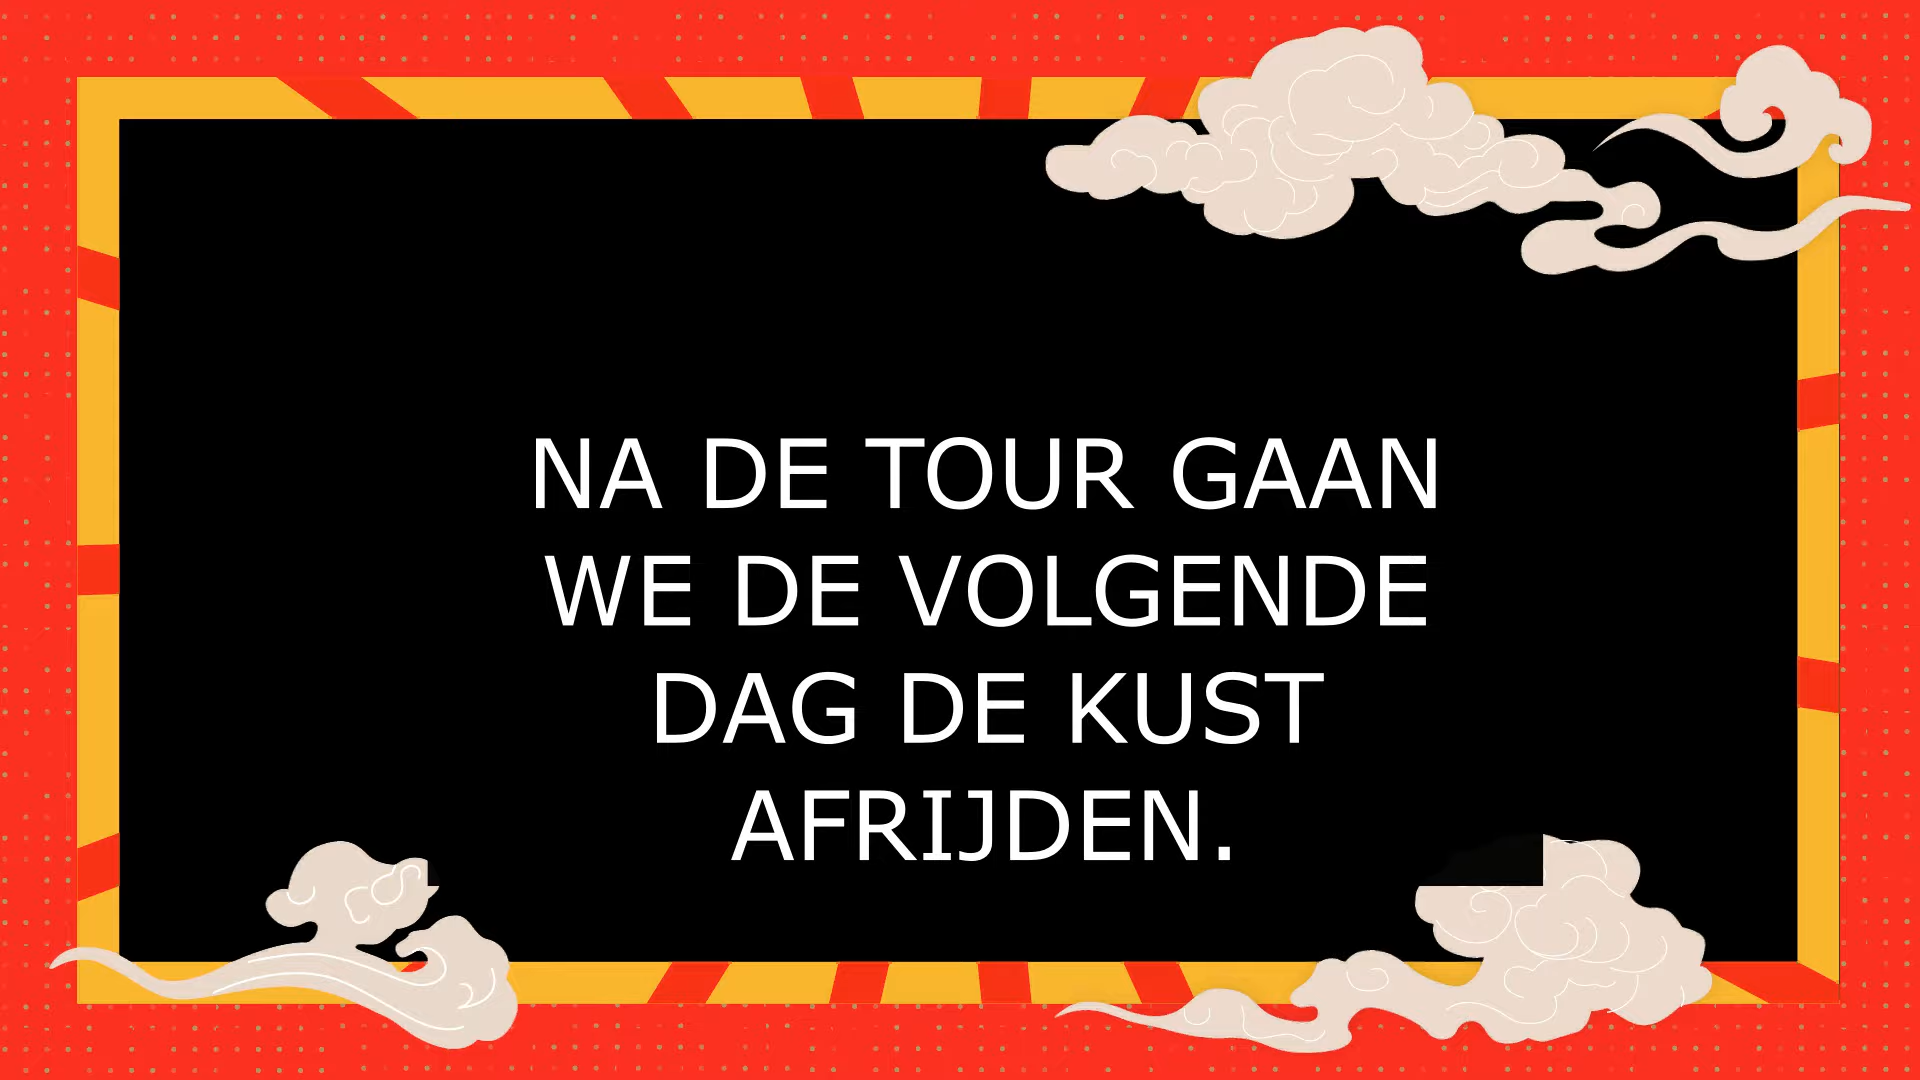 NA DE TOUR GAAN
WE DE VOLGENDE
DAG DE KUST
AFRIJDEN.